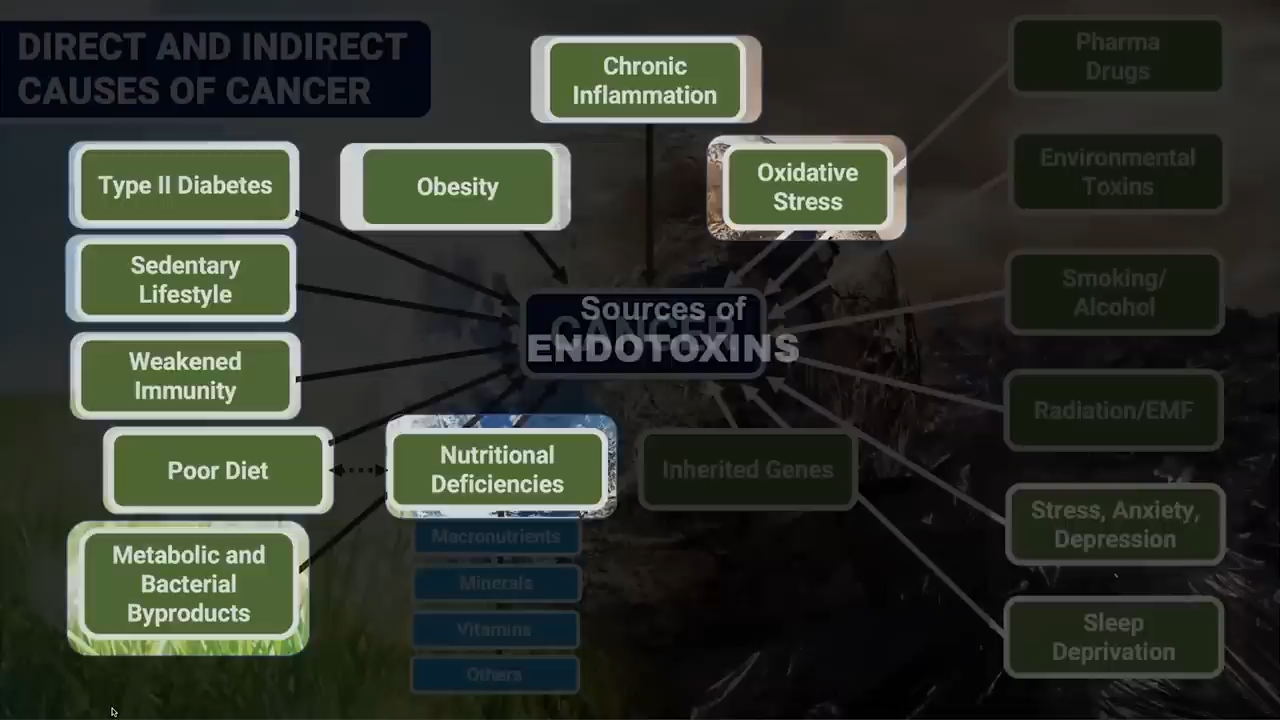 DIRECT AND INDIRECT
CAUSES OF CANCER
Chronic
Inflammation
Pharma
Drugs
Type II Diabetes
Obesity
Oxidative
Stress
Environmental
Toxins
Sedentary
Lifestyle
Sources of
ENDOTOXINS
CANCER
Smoking/
Alcohol
Weakened
Immunity
Radiation/EMF
Poor Diet
Nutritional
Deficiencies
Inherited Genes
Macronutrients
Minerals
Vitamins
Others
Stress, Anxiety,
Depression
Metabolic and
Bacterial
Byproducts
Sleep
Deprivation